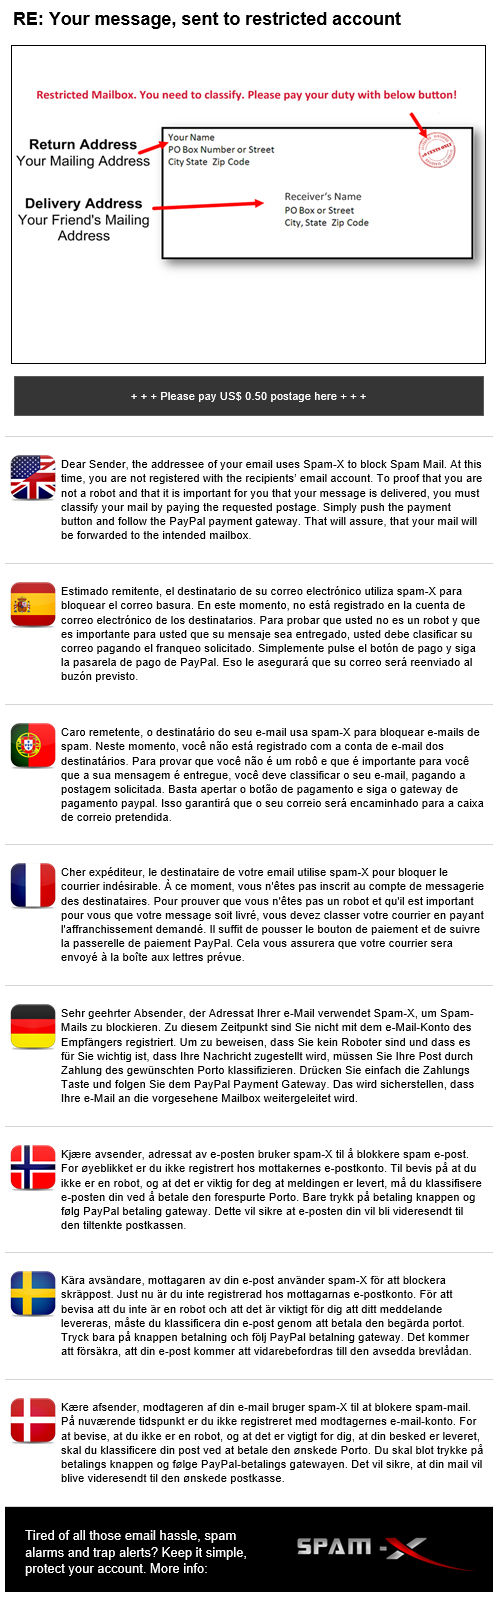 RE: Your message, sent to restricted account
Restricted Mailbox. You need to classify. Please pay your duty with below button!
Return Address
Your Mailing Address
Your Name
PO Box Number or Street
City State Zip Code
Delivery Address
Your Friend's Mailing
Address
Receiver's Name
PO Box or Street
City, State Zip Code
+ + + Please pay US$ 0.50 postage here + + +
Dear Sender, the addressee of your email uses Spam-X to block Spam Mail. At this
time, you are not registered with the recipients' email account. To proof that you are
not a robot and that it is important for you that your message is delivered, you must
classify your mail by paying the requested postage. Simply push the payment
button and follow the PayPal payment gateway. That will assure, that your mail will
be forwarded to the intended mailbox.
Estimado remitente, el destinatario de su correo electrónico utiliza spam-X para
bloquear el correo basura. En este momento, no está registrado en la cuenta de
correo electrónico de los destinatarios. Para probar que usted no es un robot y que
es importante para usted que su mensaje sea entregado, usted debe clasificar su
correo pagando el franqueo solicitado. Simplemente pulse el botón de pago y siga
la pasarela de pago de PayPal. Eso le asegurará que su correo será reenviado al
buzón previsto.
Caro remetente, o destinatário do seu e-mail usa spam-X para bloquear e-mails de
spam. Neste momento, você não está registrado com a conta de e-mail dos
destinatários. Para provar que você não é um robô e que é importante para você
que a sua mensagem é entregue, você deve classificar o seu e-mail, pagando a
postagem solicitada. Basta apertar o botão de pagamento e siga o gateway de
pagamento paypal. Isso garantirá que o seu correio será encaminhado para a caixa
de correio pretendida.
Cher expéditeur, le destinataire de votre email utilise spam-X pour bloquer le
courrier indésirable. À ce moment, vous n'êtes pas inscrit au compte de messagerie
des destinataires. Pour prouver que vous n'êtes pas un robot et qu'il est important
pour vous que votre message soit livré, vous devez classer votre courrier en payant
l'affranchissement demandé. Il suffit de pousser le bouton de paiement et de suivre
la passerelle de paiement PayPal. Cela vous assurera que votre courrier sera
envoyé à la boîte aux lettres prévue.
Sehr geehrter Absender, der Adressat Ihrer e-Mail verwendet Spam-X, um Spam-
Mails zu blockieren. Zu diesem Zeitpunkt sind Sie nicht mit dem e-Mail-Konto des
Empfängers registriert. Um zu beweisen, dass Sie kein Roboter sind und dass es
für Sie wichtig ist, dass Ihre Nachricht zugestellt wird, müssen Sie Ihre Post durch
Zahlung des gewünschten Porto klassifizieren. Drücken Sie einfach die Zahlungs
Taste und folgen Sie dem PayPal Payment Gateway. Das wird sicherstellen, dass
Ihre e-Mail an die vorgesehene Mailbox weitergeleitet wird.
Kjære avsender, adressat av e-posten bruker spam-X til å blokkere spam e-post.
For øyeblikket er du ikke registrert hos mottakernes e-postkonto. Til bevis på at du
ikke er en robot, og at det er viktig for deg at meldingen er levert, må du klassifisere
e-posten din ved å betale den forespurte Porto. Bare trykk på betaling knappen og
følg PayPal betaling gateway. Dette vil sikre at e-posten din vil bli videresendt til
den tiltenkte postkassen.
Kära avsändare, mottagaren av din e-post använder spam-X för att blockera
skräppost. Just nu är du inte registrerad hos mottagarnas e-postkonto. För att
bevisa att du inte är en robot och att det är viktigt för dig att ditt meddelande
levereras, måste du klassificera din e-post genom att betala den begärda portot.
Tryck bara på knappen betalning och följ PayPal betalning gateway. Det kommer
att försäkra, att din e-post kommer att vidarebefordras till den avsedda brevlådan.
Kære afsender, modtageren af din e-mail bruger spam-X til at blokere spam-mail.
På nuværende tidspunkt er du ikke registreret med modtagernes e-mail-konto. For
at bevise, at du ikke er en robot, og at det er vigtigt for dig, at din besked er leveret,
skal du klassificere din post ved at betale den ønskede Porto. Du skal blot trykke på
betalings knappen og følge PayPal-betalings gatewayen. Det vil sikre, at din mail vil
blive videresendt til den ønskede postkasse.
Tired of all those email hassle, spam
alarms and trap alerts? Keep it simple,
protect your account. More info:
SPAM-X